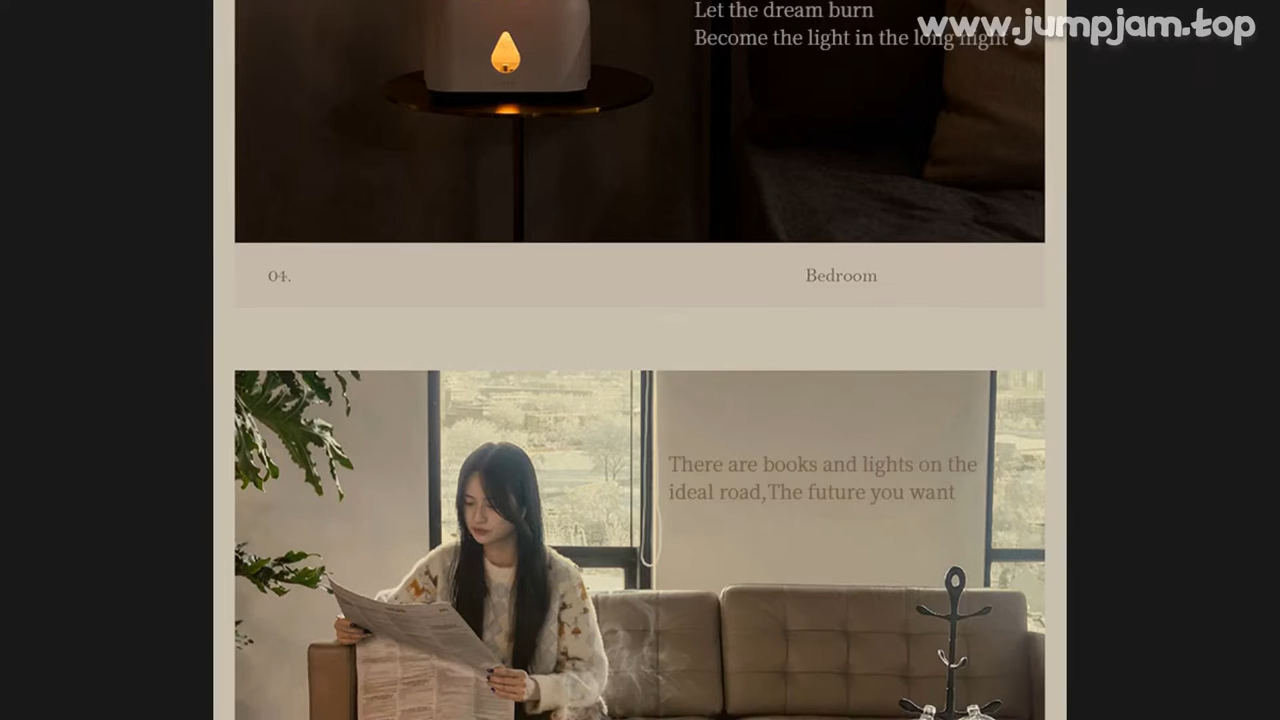 Let the dream burn
Become the light in the long night
www.jumpjam.top
04.
Bedroom
There are books and lights on the
ideal road,The future you want